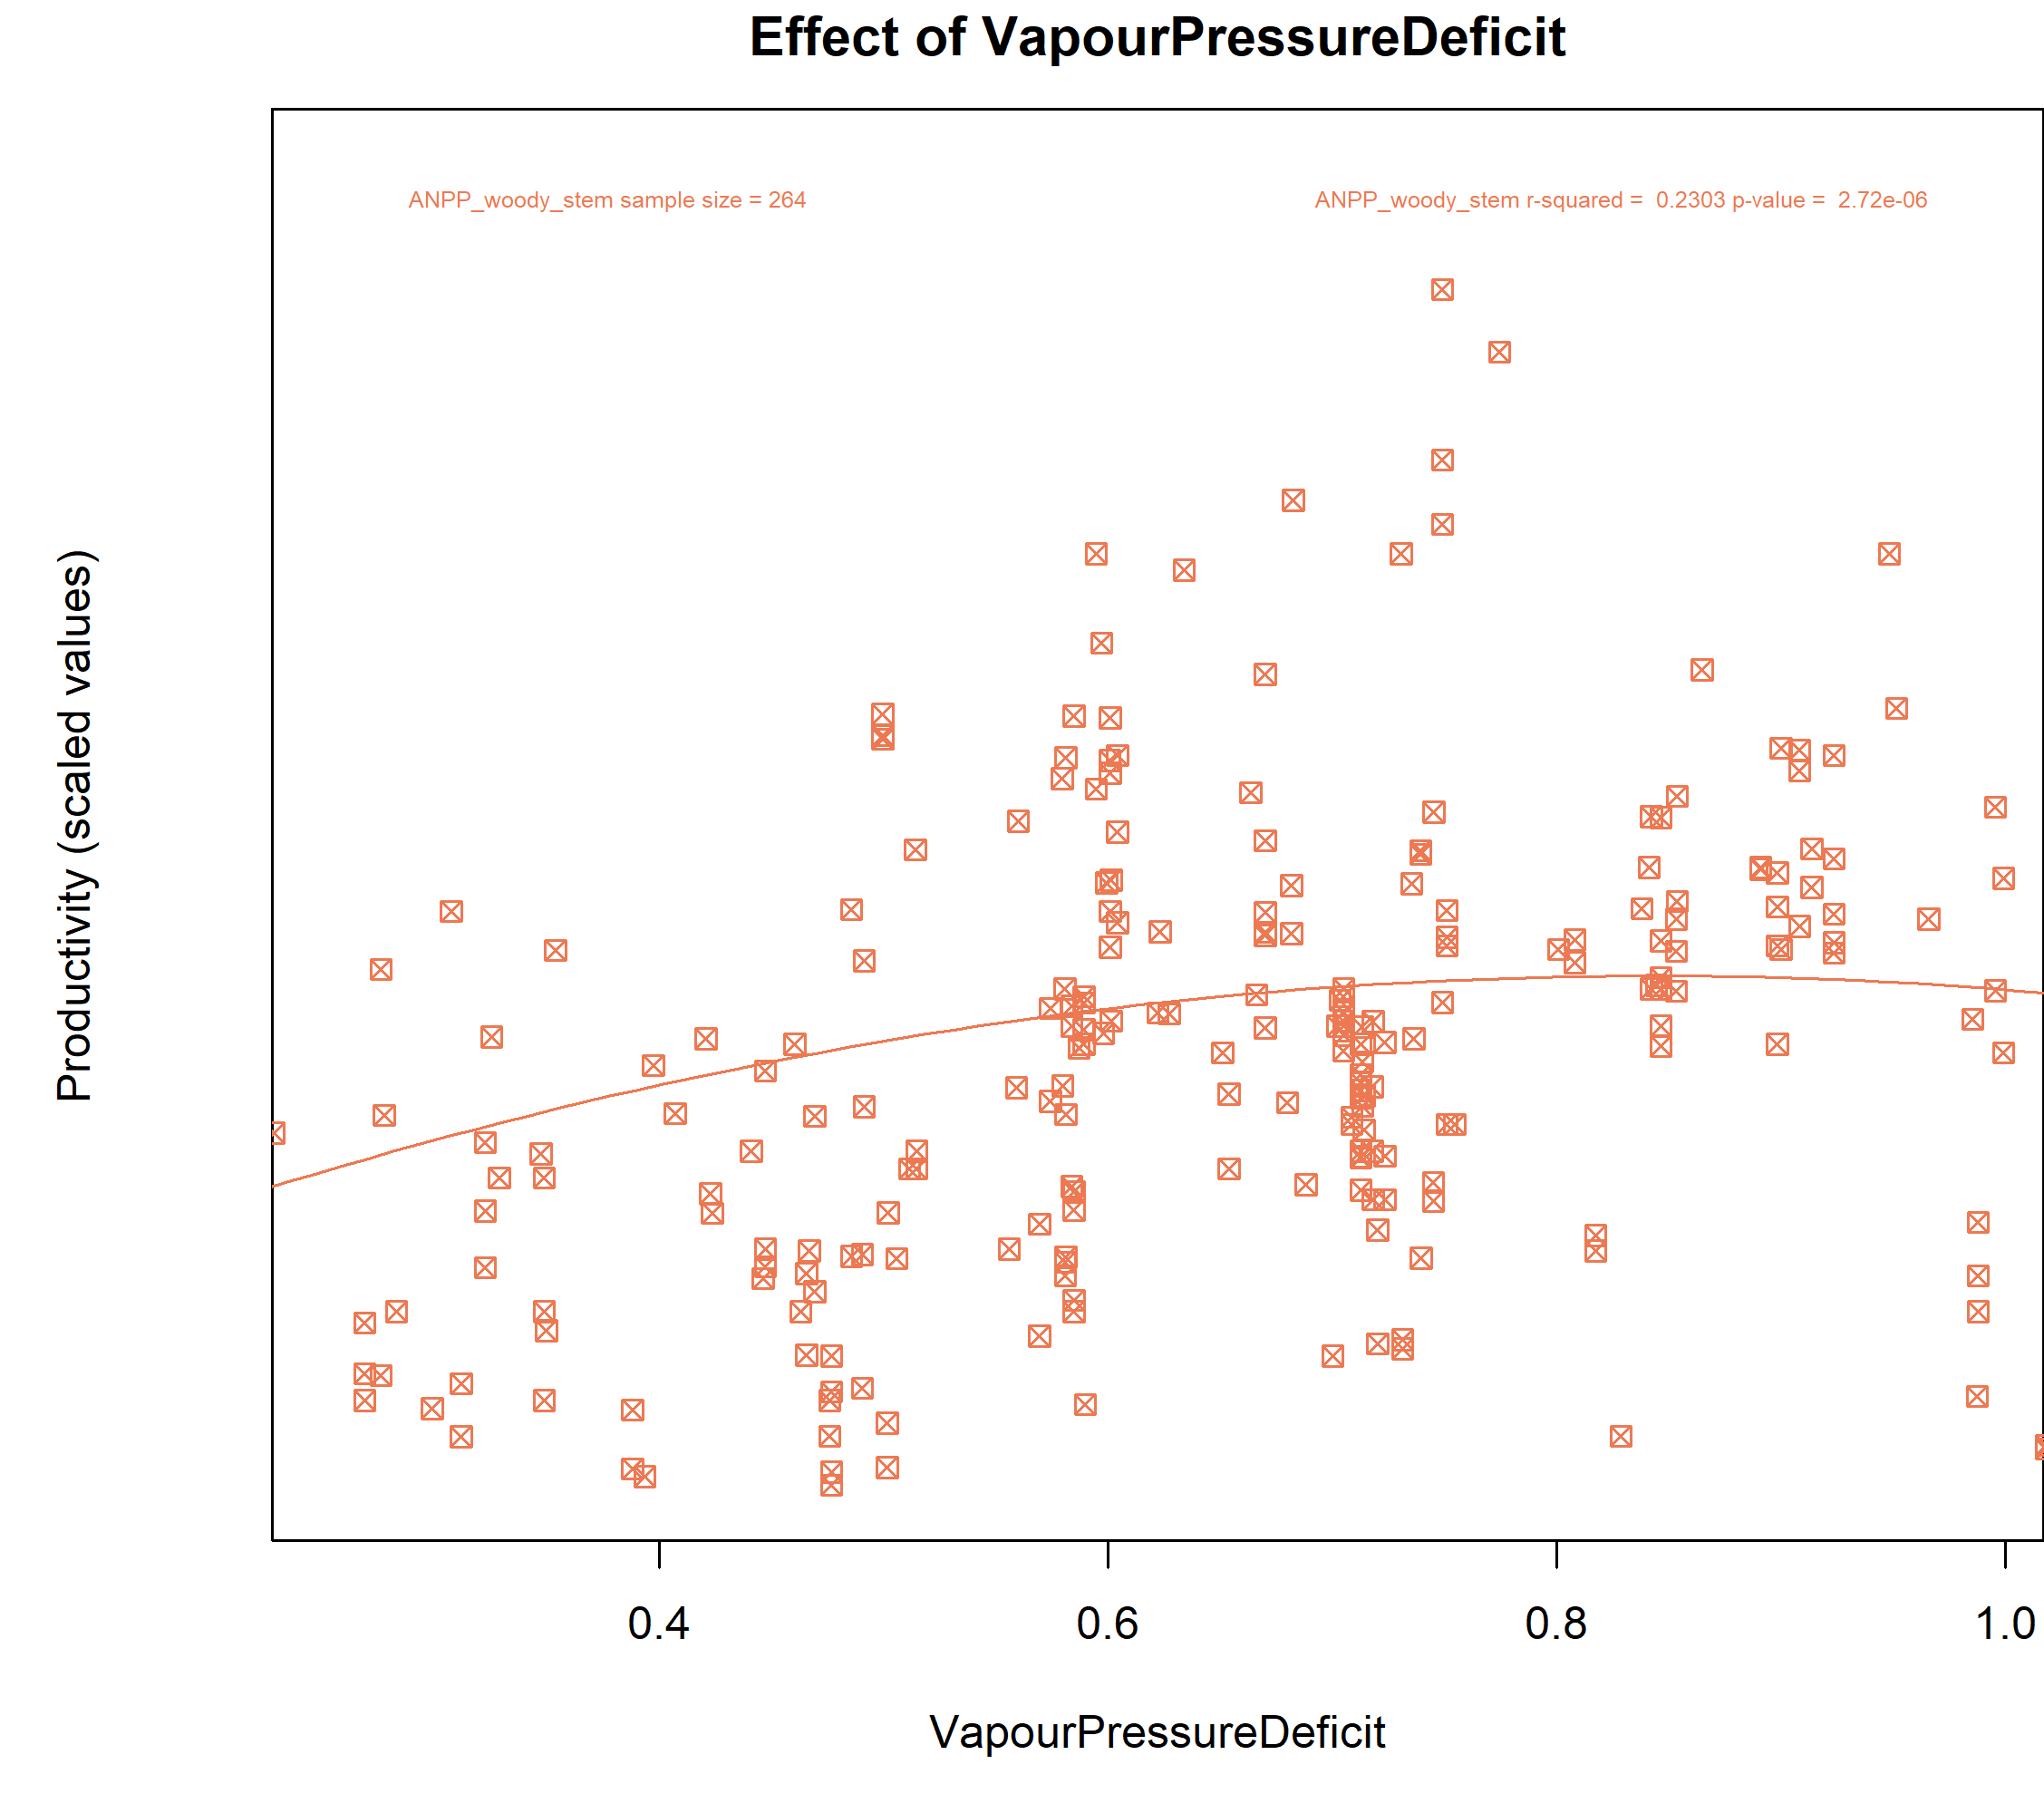 Effect of VapourPressureDeficit
ANPP_woody_stem sample size = 264
ANPP_woody_stem r-squared =  0.2303 p-value =  2.72e-06
Productivity (scaled values)
0.4
0.6
0.8
1.0
VapourPressureDeficit